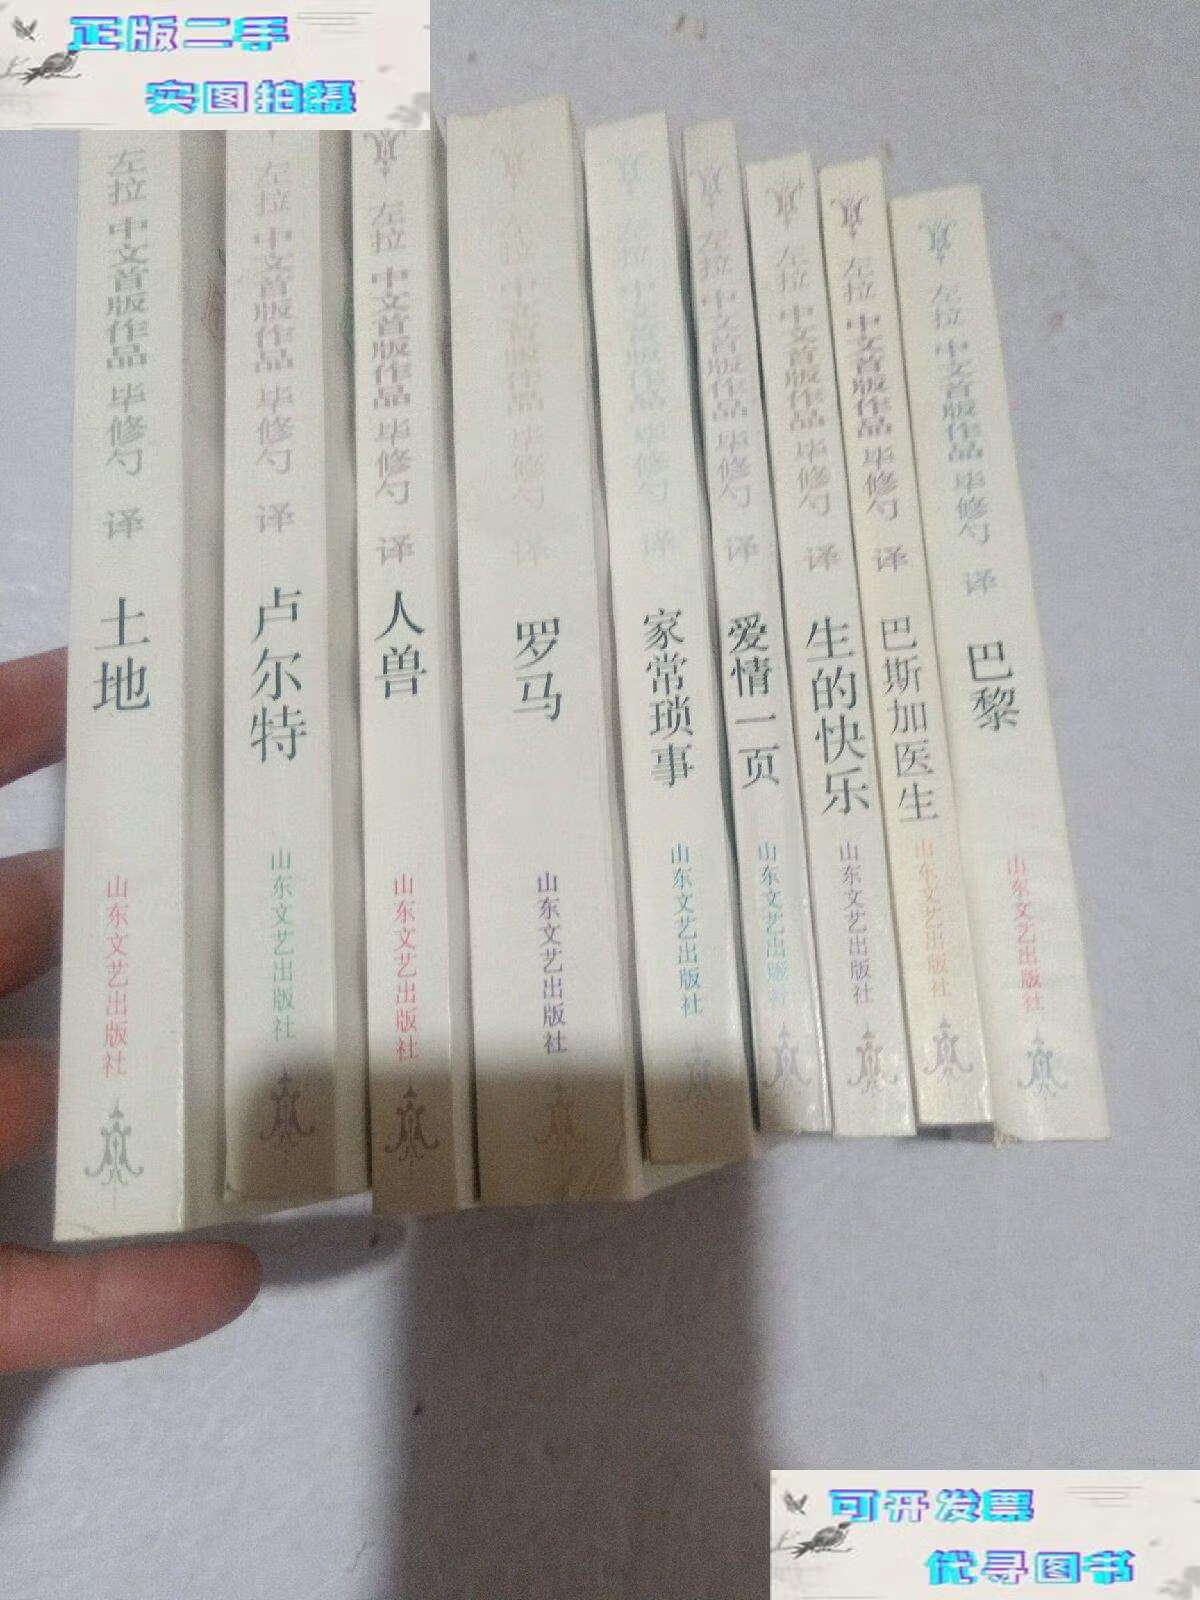 正版二手
实图拍摄
左拉 中文首版作品 毕修勺 译 土地 山东文艺出版社
左拉 中文首版作品 毕修勺 译 卢尔特 山东文艺出版社
左拉 中文首版作品 毕修勺 译 人兽 山东文艺出版社
左拉 中文首版作品 毕修勺 译 罗马 山东文艺出版社
左拉 中文首版作品 毕修勺 译 家常琐事 山东文艺出版社
左拉 中文首版作品 毕修勺 译 爱情一页 山东文艺出版社
左拉 中文首版作品 毕修勺 译 生的快乐 山东文艺出版社
左拉 中文首版作品 毕修勺 译 巴斯加医生 山东文艺出版社
左拉 中文首版作品 毕修勺 译 巴黎 山东文艺出版社
可开发票
优寻图书